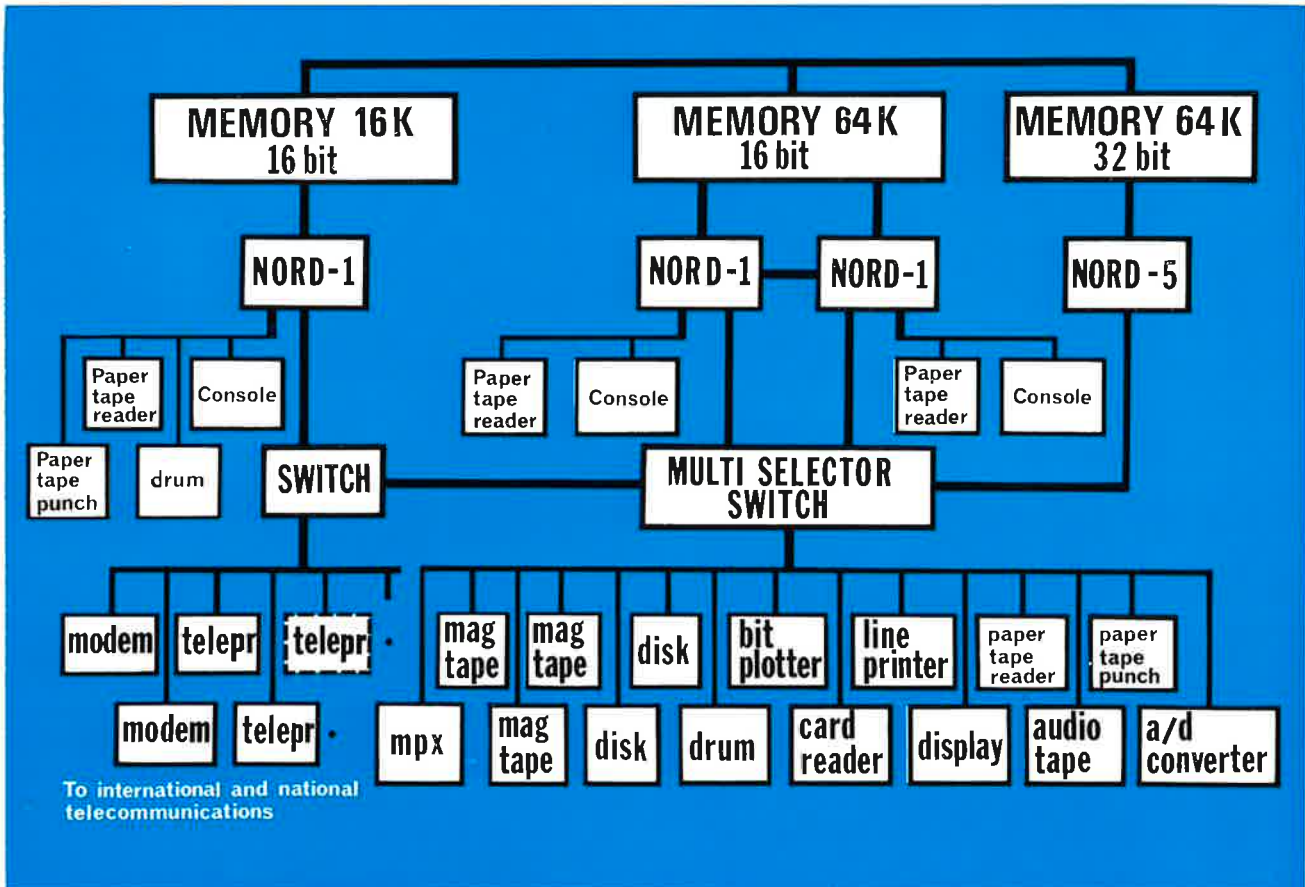 MEMORY 16K
16 bit
MEMORY 64K
16 bit
MEMORY 64K
32 bit
NORD-1
NORD-1
NORD-1
NORD-5
Paper
tape
reader
Console
Paper
tape
reader
Console
Paper
tape
reader
Console
Paper
tape
punch
drum
SWITCH
MULTI SELECTOR
SWITCH
modem
telepr
telepr
mag
tape
mag
tape
disk
bit
plotter
line
printer
paper
tape
reader
paper
tape
punch
modem
telepr
mpx
mag
tape
disk
drum
card
reader
display
audio
tape
a/d
converter
To international and national
telecommunications